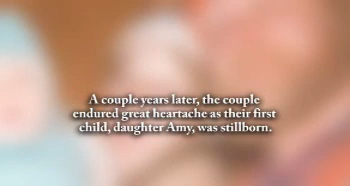 A couple years later, the couple
endured great heartache as their first
child, daughter Amy, was stillborn.